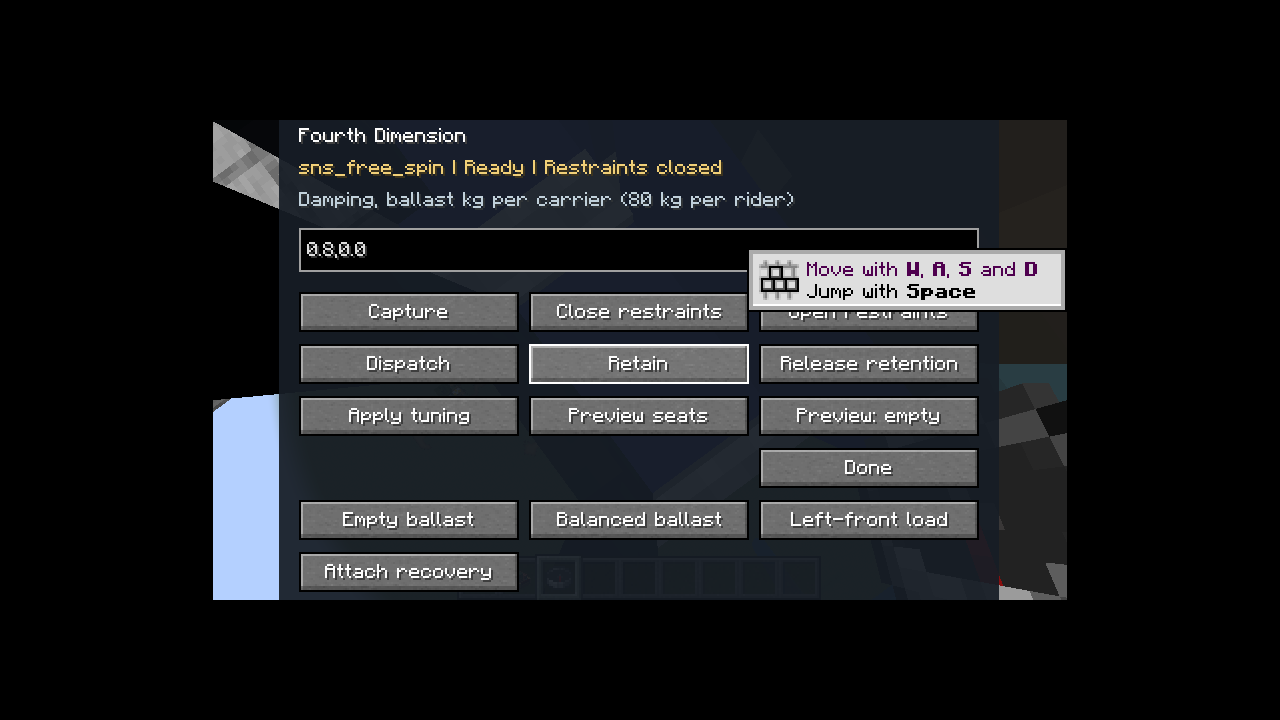 Fourth Dimension
sns_free_spin | Ready | Restraints closed
Damping, ballast kg per carrier (80 kg per rider)
0.8,0.0
Move with W, A, S and D
Jump with Space
Capture
Close restraints
Open restraints
Dispatch
Retain
Release retention
Apply tuning
Preview seats
Preview: empty
Done
Empty ballast
Balanced ballast
Left-front load
Attach recovery